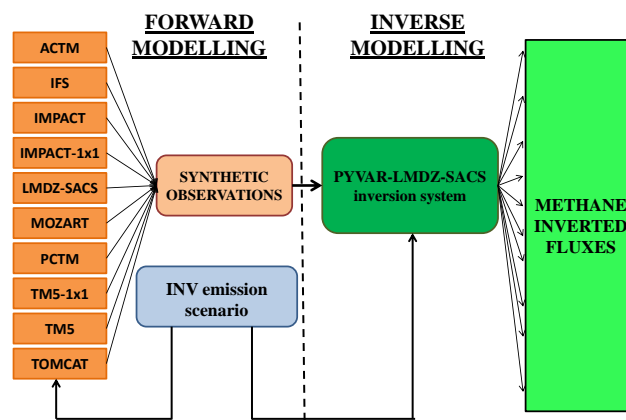 FORWARD
MODELLING
INVERSE
MODELLING
ACTM
IFS
IMPACT
IMPACT-1x1
LMDZ-SACS
MOZART
PCTM
TM5-1x1
TM5
TOMCAT
SYNTHETIC
OBSERVATIONS
INV emission
scenario
PYVAR-LMDZ-SACS
inversion system
METHANE
INVERTED
FLUXES